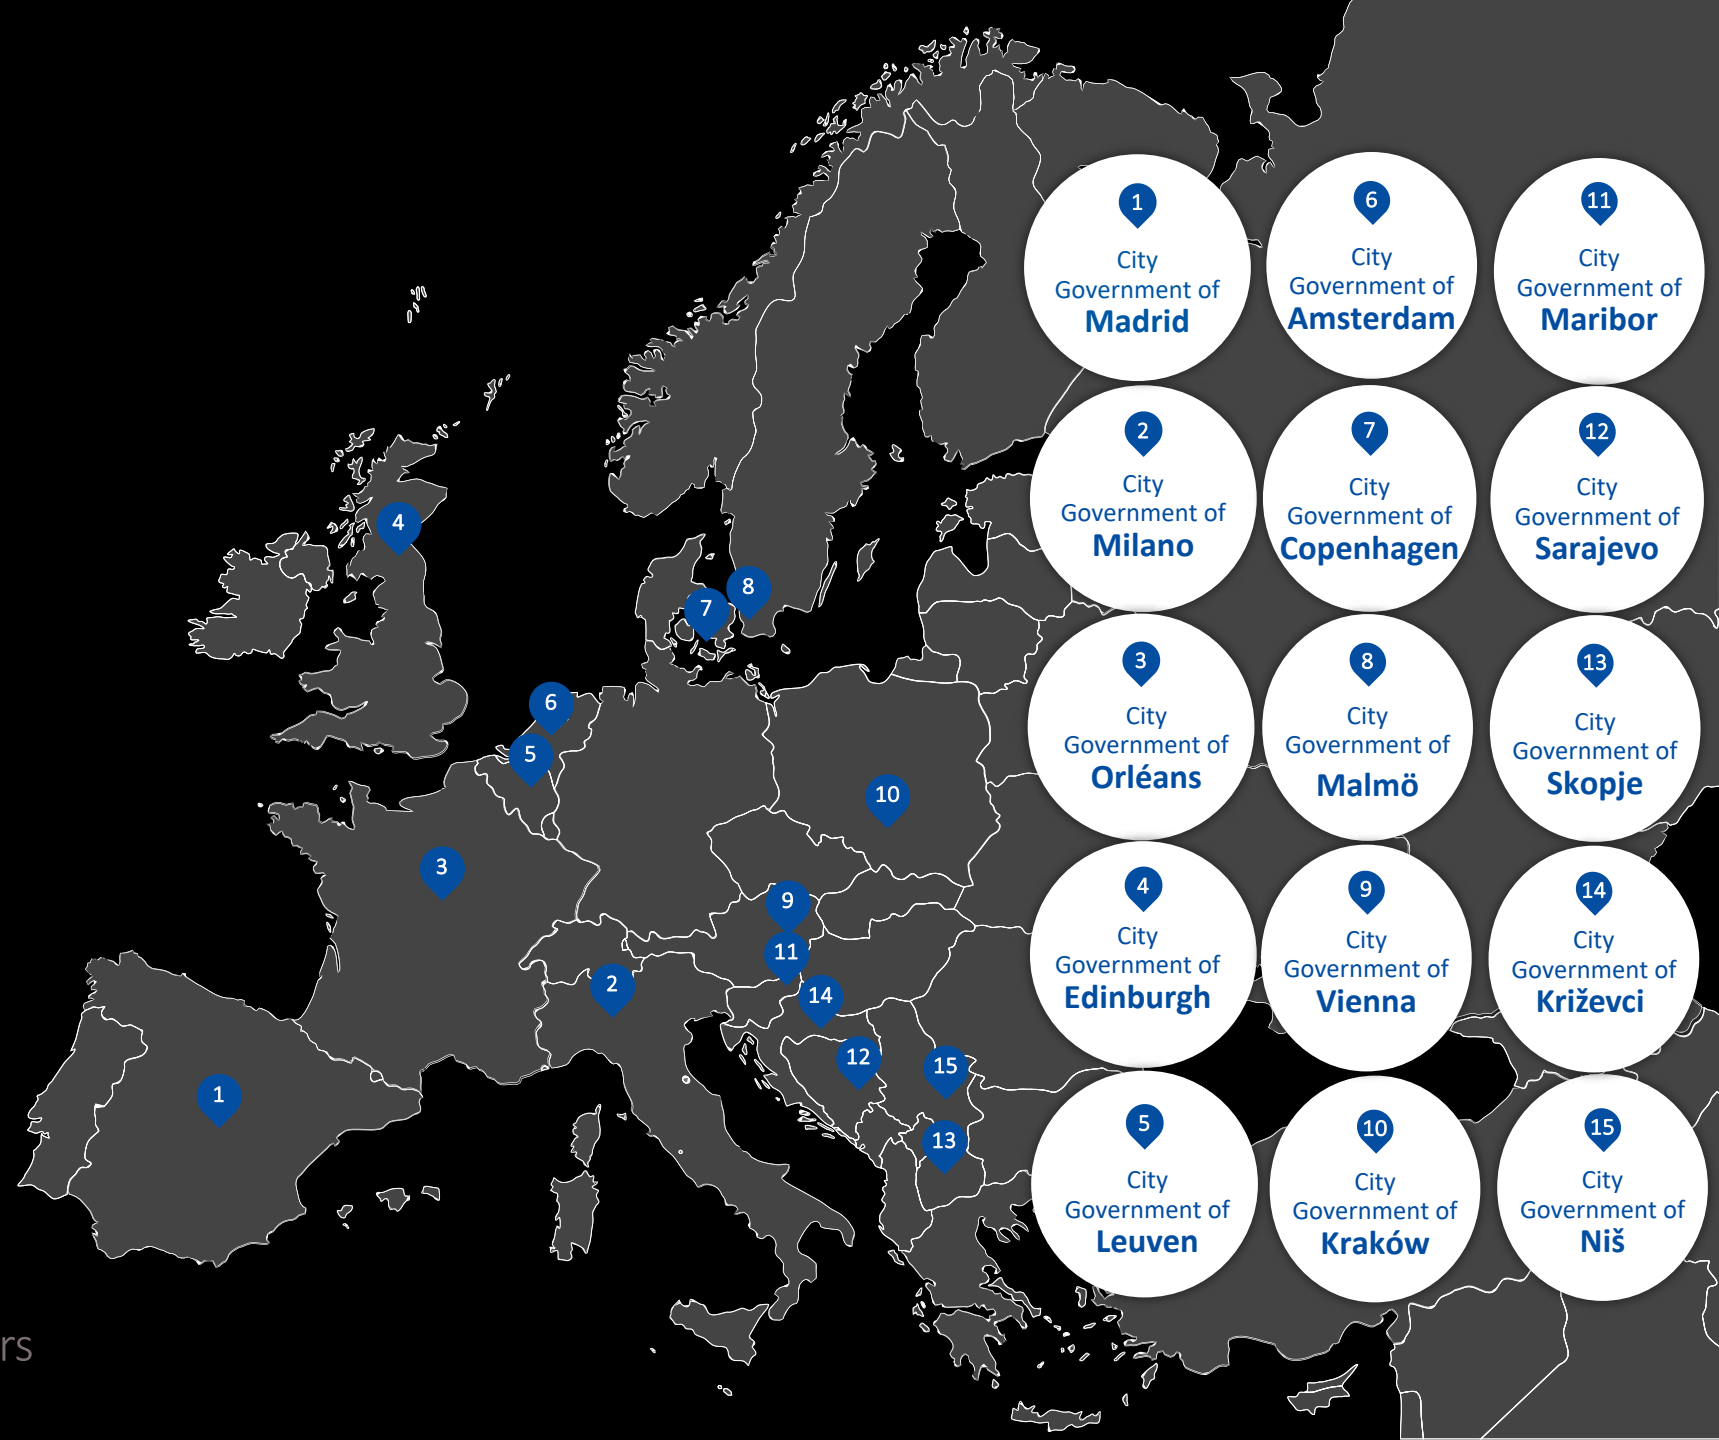 1
City
Government of
Madrid
6
City
Government of
Amsterdam
11
City
Government of
Maribor
2
City
Government of
Milano
7
City
Government of
Copenhagen
12
City
Government of
Sarajevo
3
City
Government of
Orléans
8
City
Government of
Malmö
13
City
Government of
Skopje
4
City
Government of
Edinburgh
9
City
Government of
Vienna
14
City
Government of
Križevci
5
City
Government of
Leuven
10
City
Government of
Kraków
15
City
Government of
Niš
4
8
7
6
5
10
3
9
11
2
14
12
15
1
13
rs